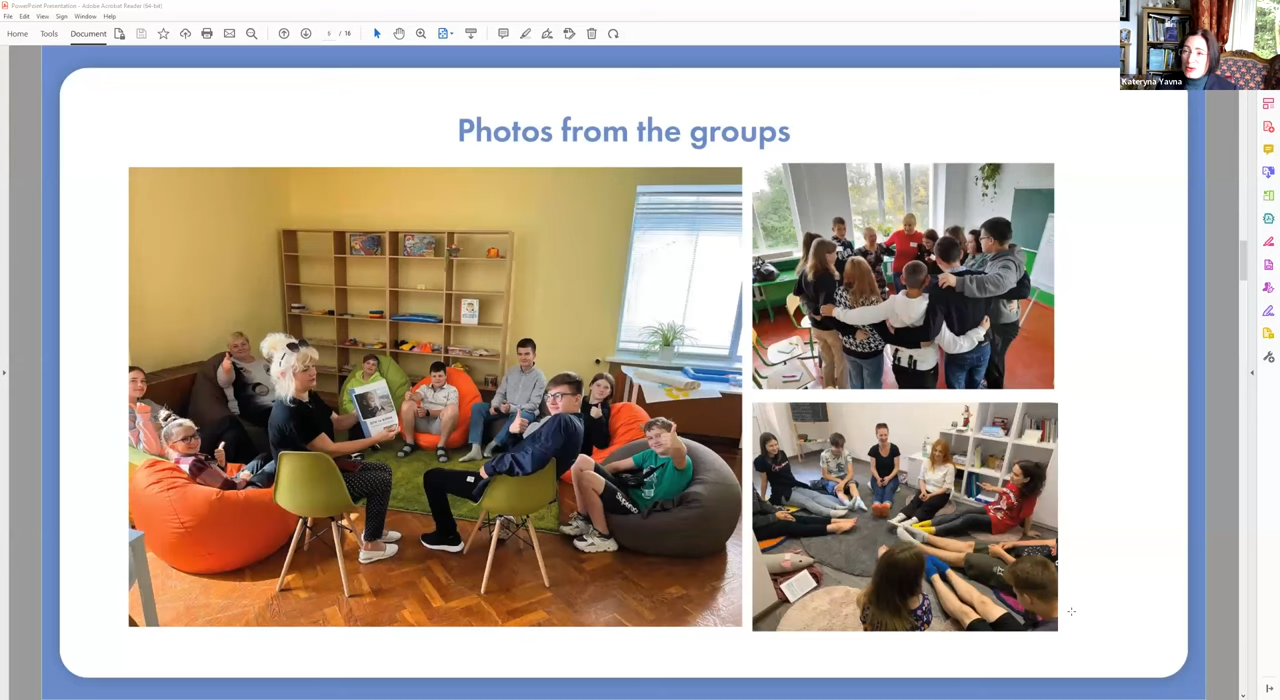 PowerPoint Presentation - Adobe Acrobat Reader (64-bit)
File Edit View Sign Window Help
Home Tools Document
5 / 16
Kateryna Yavna
Photos from the groups